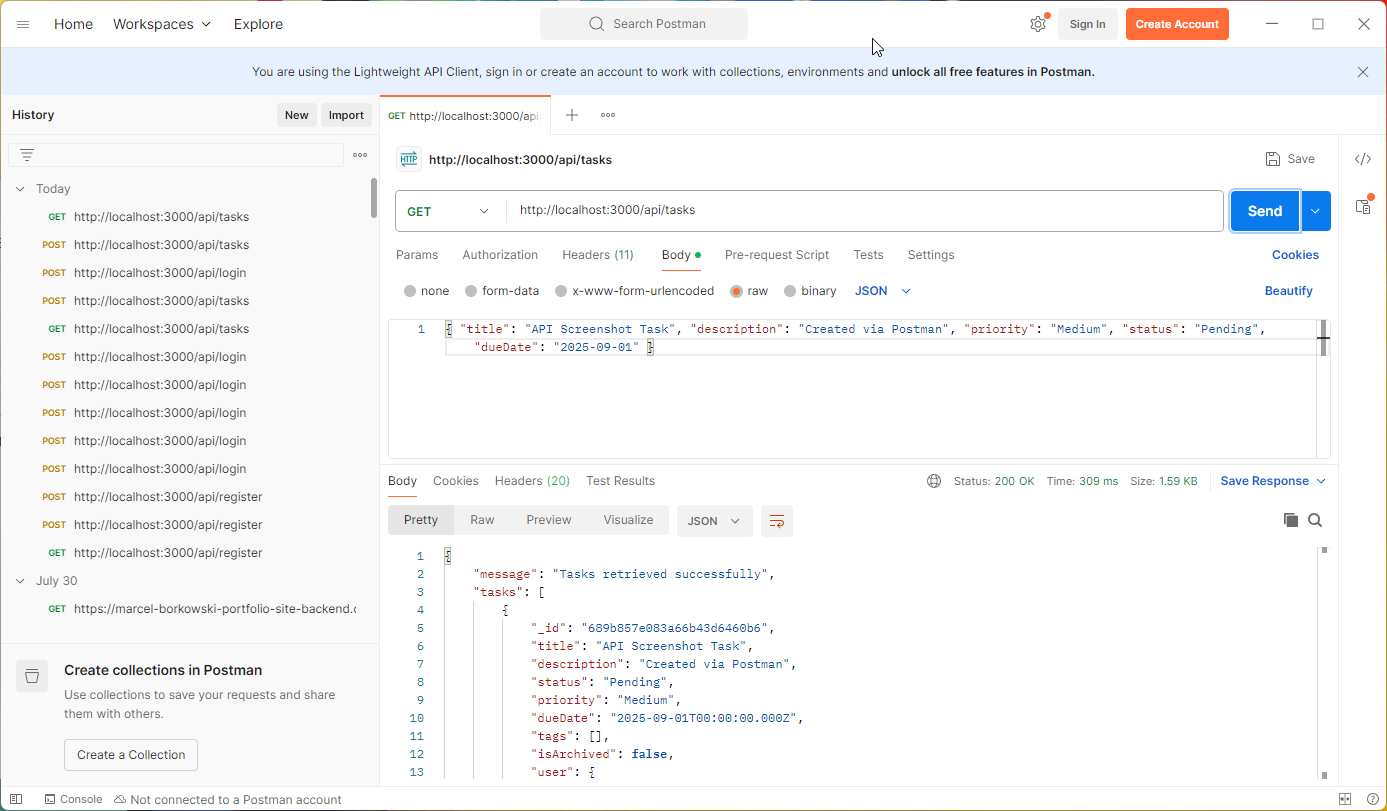 Home Workspaces Explore Search Postman Sign In Create Account
You are using the Lightweight API Client, sign in or create an account to work with collections, environments and unlock all free features in Postman.
History New Import
GET http://localhost:3000/api
http://localhost:3000/api/tasks Save
Today
GET http://localhost:3000/api/tasks
POST http://localhost:3000/api/tasks
POST http://localhost:3000/api/login
POST http://localhost:3000/api/tasks
GET http://localhost:3000/api/tasks
POST http://localhost:3000/api/login
POST http://localhost:3000/api/login
POST http://localhost:3000/api/login
POST http://localhost:3000/api/login
POST http://localhost:3000/api/login
POST http://localhost:3000/api/register
POST http://localhost:3000/api/register
GET http://localhost:3000/api/register
July 30
GET https://marcel-borkowski-portfolio-site-backend.
Create collections in Postman
Use collections to save your requests and share
them with others.
Create a Collection
HTTP
GET http://localhost:3000/api/tasks Send
Params Authorization Headers (11) Body Pre-request Script Tests Settings Cookies
none form-data x-www-form-urlencoded raw binary JSON Beautify
1 { "title": "API Screenshot Task", "description": "Created via Postman", "priority": "Medium", "status": "Pending",
"dueDate": "2025-09-01" }
Body Cookies Headers (20) Test Results Status: 200 OK Time: 309 ms Size: 1.59 KB Save Response
Pretty Raw Preview Visualize JSON
1 {
2 "message": "Tasks retrieved successfully",
3 "tasks": [
4 {
5 "_id": "689b857e083a66b43d6460b6",
6 "title": "API Screenshot Task",
7 "description": "Created via Postman",
8 "status": "Pending",
9 "priority": "Medium",
10 "dueDate": "2025-09-01T00:00:00.000Z",
11 "tags": [],
12 "isArchived": false,
13 "user": {
Console Not connected to a Postman account